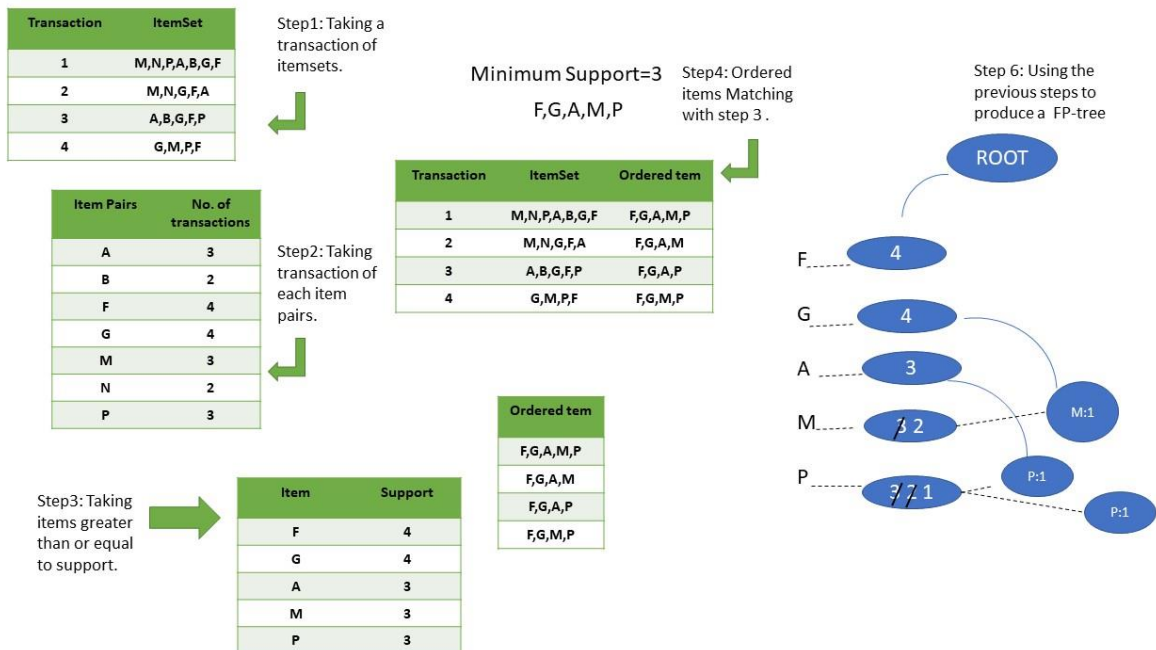 Transaction ItemSet
1 M,N,P,A,B,G,F
2 M,N,G,F,A
3 A,B,G,F,P
4 G,M,P,F
Step1: Taking a
transaction of
itemsets.
Item Pairs No. of
transactions
A 3
B 2
F 4
G 4
M 3
N 2
P 3
Step2: Taking
transaction of
each item
pairs.
Step3: Taking
items greater
than or equal
to support.
Item Support
F 4
G 4
A 3
M 3
P 3
Minimum Support=3
F,G,A,M,P
Step4: Ordered
items Matching
with step 3 .
Transaction ItemSet Ordered tem
1 M,N,P,A,B,G,F F,G,A,M,P
2 M,N,G,F,A F,G,A,M
3 A,B,G,F,P F,G,A,P
4 G,M,P,F F,G,M,P
Ordered tem
F,G,A,M,P
F,G,A,M
F,G,A,P
F,G,M,P
Step 6: Using the
previous steps to
produce a FP-tree
ROOT
F 4
G 4
A 3
M 3 2
M:1
P 3 2 1
P:1
P:1